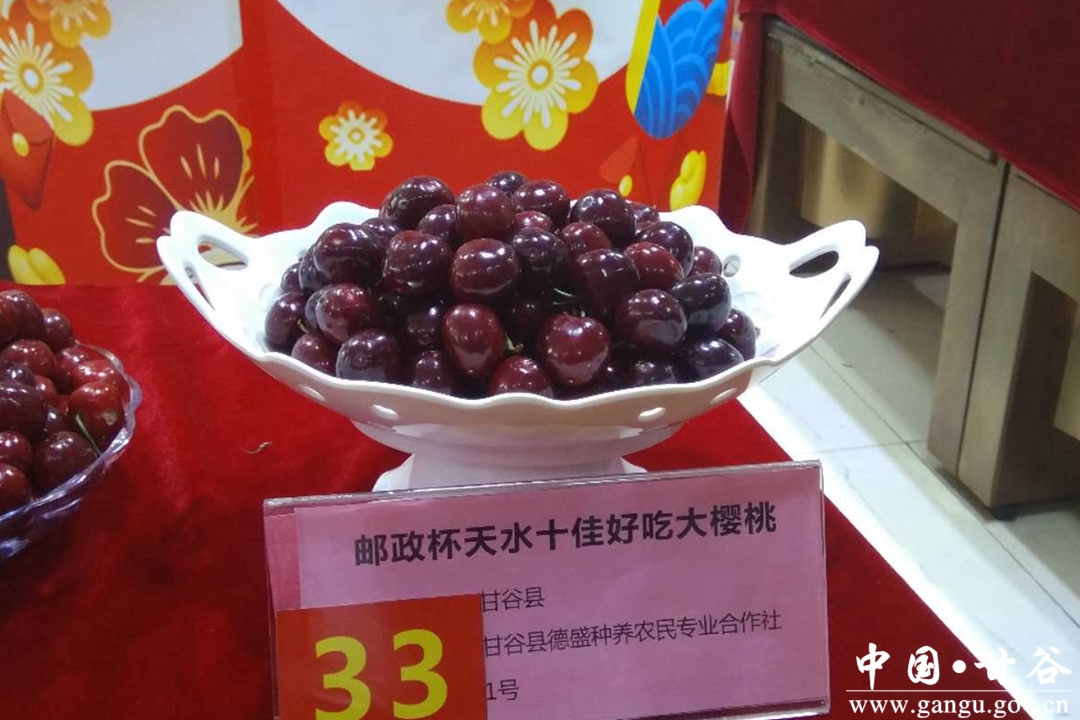 邮政杯天水十佳好吃大樱桃
甘谷县
甘谷县德盛种养农民专业合作社
1号
33
中国·甘谷
www.gangu.gov.cn